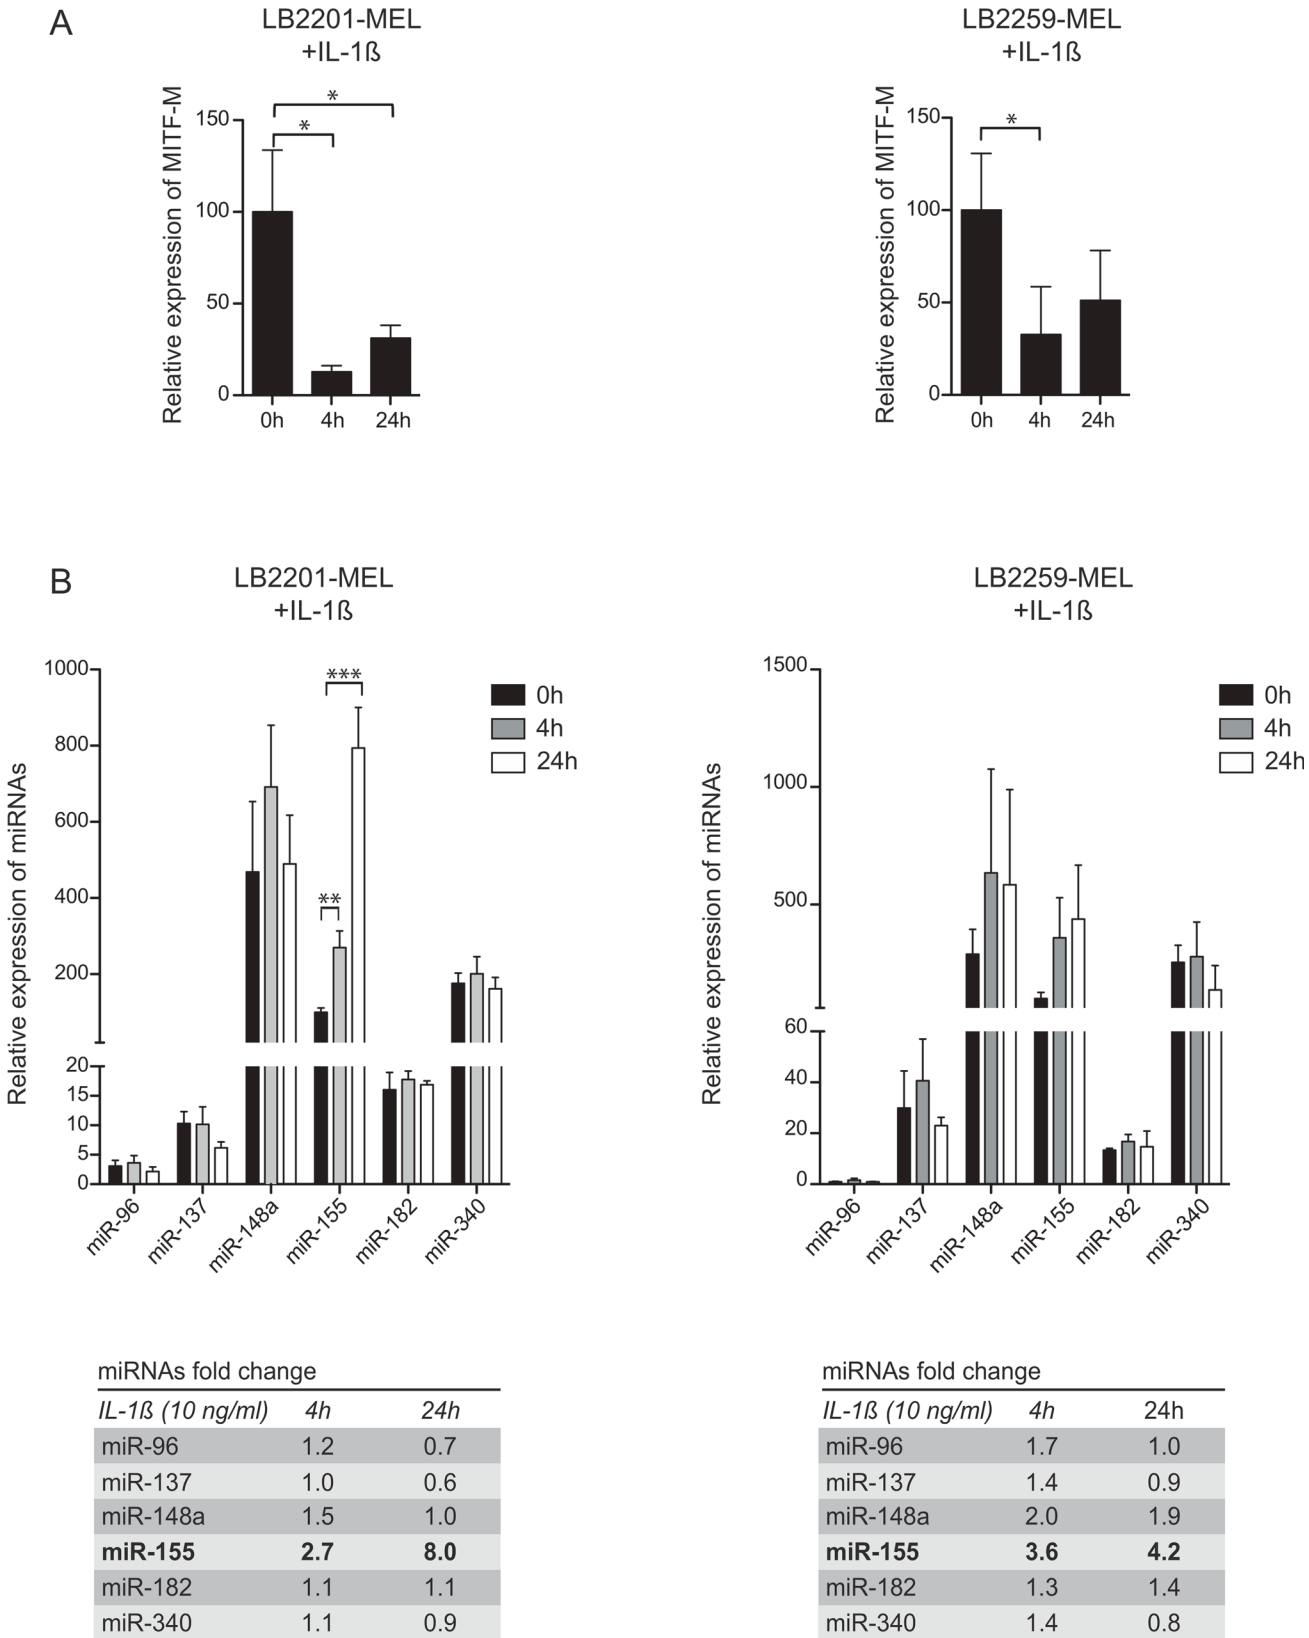 A
LB2201-MEL
+IL-1ß
LB2259-MEL
+IL-1ß
Relative expression of MITF-M
150
100
50
0
*
*
0h 4h 24h
Relative expression of MITF-M
150
100
50
0
*
0h 4h 24h
B
LB2201-MEL
+IL-1ß
LB2259-MEL
+IL-1ß
Relative expression of miRNAs
1000
800
600
400
200
20
15
10
5
0
***
**
0h
4h
24h
miR-96 miR-137 miR-148a miR-155 miR-182 miR-340
Relative expression of miRNAs
1500
1000
500
60
40
20
0
0h
4h
24h
miR-96 miR-137 miR-148a miR-155 miR-182 miR-340
miRNAs fold change
IL-1ß (10 ng/ml) 4h 24h
miR-96 1.2 0.7
miR-137 1.0 0.6
miR-148a 1.5 1.0
miR-155 2.7 8.0
miR-182 1.1 1.1
miR-340 1.1 0.9
miRNAs fold change
IL-1ß (10 ng/ml) 4h 24h
miR-96 1.7 1.0
miR-137 1.4 0.9
miR-148a 2.0 1.9
miR-155 3.6 4.2
miR-182 1.3 1.4
miR-340 1.4 0.8